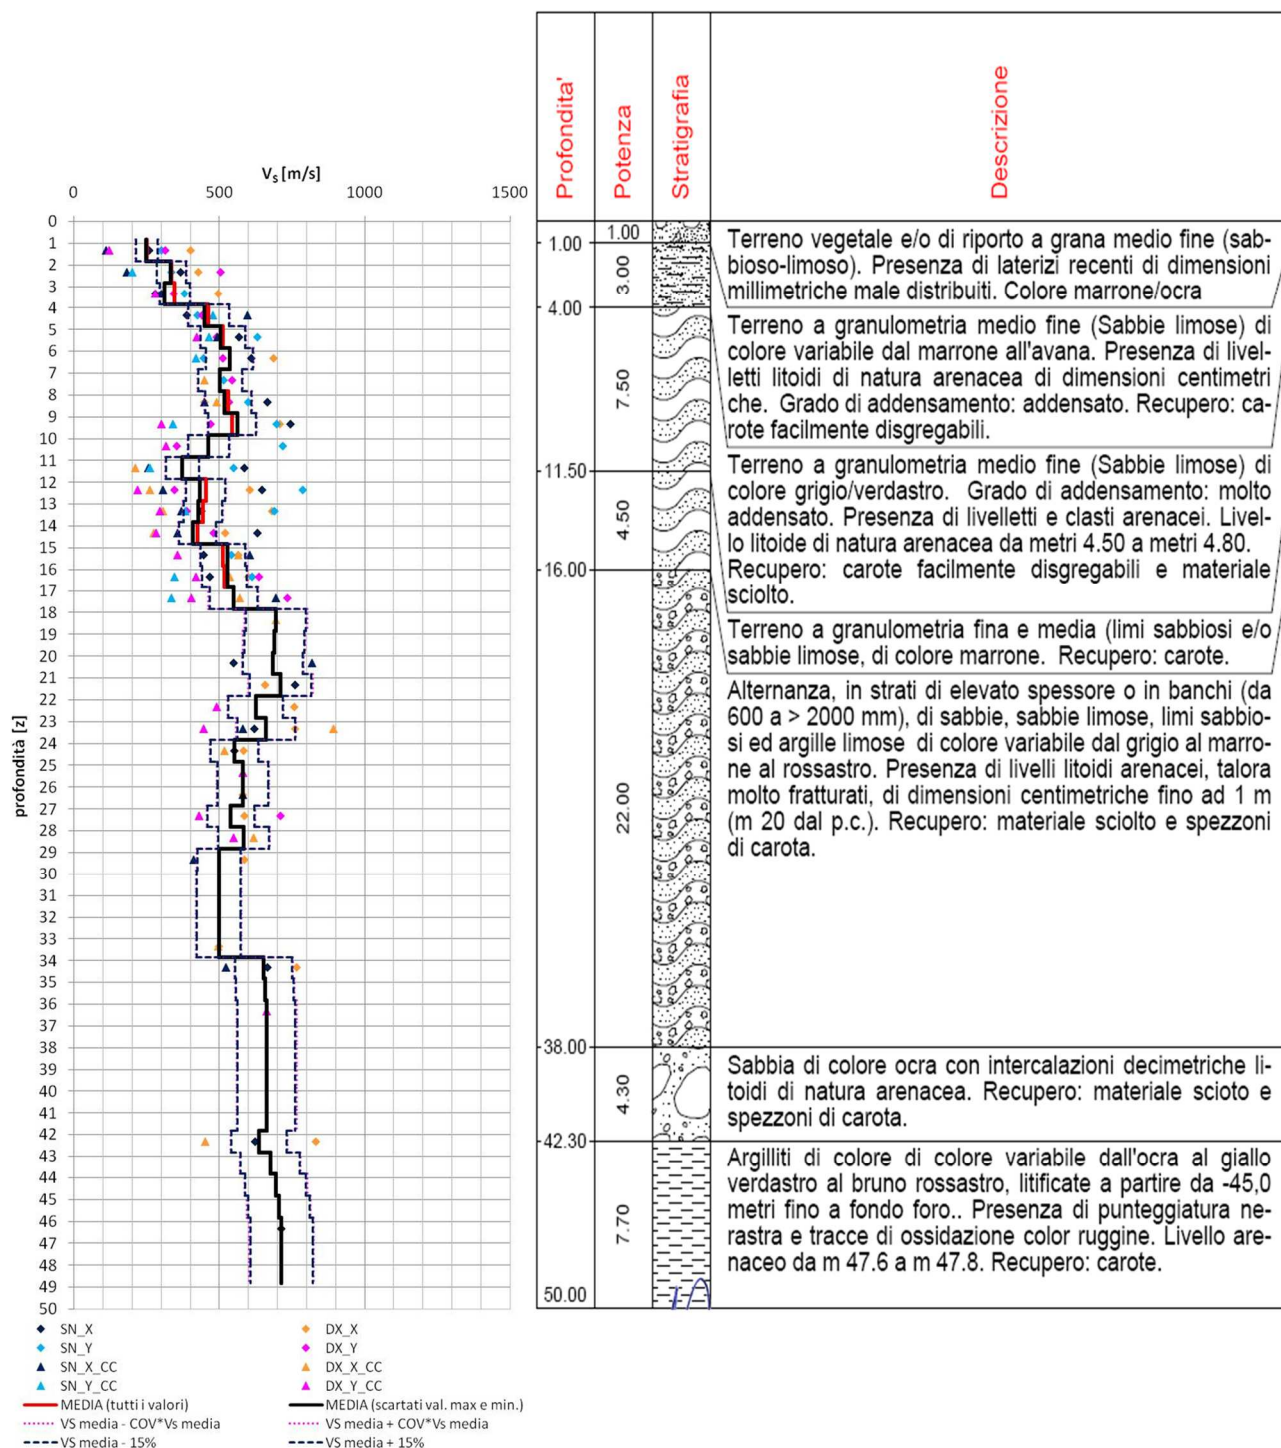 Vs [m/s]
0 500 1000 1500
profondità [z]
0
1
2
3
4
5
6
7
8
9
10
11
12
13
14
15
16
17
18
19
20
21
22
23
24
25
26
27
28
29
30
31
32
33
34
35
36
37
38
39
40
41
42
43
44
45
46
47
48
49
50
SN_X
SN_Y
SN_X_CC
SN_Y_CC
MEDIA (tutti i valori)
VS media - COV*Vs media
VS media - 15%
DX_X
DX_Y
DX_X_CC
DX_Y_CC
MEDIA (scartati val. max e min.)
VS media + COV*Vs media
VS media + 15%
Profondita'
Potenza
Stratigrafia
Descrizione
1.00
4.00
11.50
16.00
38.00
42.30
50.00
1.00
3.00
7.50
4.50
22.00
4.30
7.70
Terreno vegetale e/o di riporto a grana medio fine (sab-
bioso-limoso). Presenza di laterizi recenti di dimensioni
millimetriche male distribuiti. Colore marrone/ocra
Terreno a granulometria medio fine (Sabbie limose) di
colore variabile dal marrone all'avana. Presenza di livel-
letti litoidi di natura arenacea di dimensioni centimetri
che. Grado di addensamento: addensato. Recupero: ca-
rote facilmente disgregabili.
Terreno a granulometria medio fine (Sabbie limose) di
colore grigio/verdastro. Grado di addensamento: molto
addensato. Presenza di livelletti e clasti arenacei. Livel-
lo litoide di natura arenacea da metri 4.50 a metri 4.80.
Recupero: carote facilmente disgregabili e materiale
sciolto.
Terreno a granulometria fina e media (limi sabbiosi e/o
sabbie limose, di colore marrone. Recupero: carote.
Alternanza, in strati di elevato spessore o in banchi (da
600 a > 2000 mm), di sabbie, sabbie limose, limi sabbio-
si ed argille limose di colore variabile dal grigio al marro-
ne al rossastro. Presenza di livelli litoidi arenacei, talora
molto fratturati, di dimensioni centimetriche fino ad 1 m
(m 20 dal p.c.). Recupero: materiale sciolto e spezzoni
di carota.
Sabbia di colore ocra con intercalazioni decimetriche li-
toidi di natura arenacea. Recupero: materiale scioto e
spezzoni di carota.
Argilliti di colore di colore variabile dall'ocra al giallo
verdastro al bruno rossastro, litificate a partire da -45,0
metri fino a fondo foro.. Presenza di punteggiatura ne-
rastra e tracce di ossidazione color ruggine. Livello are-
naceo da m 47.6 a m 47.8. Recupero: carote.